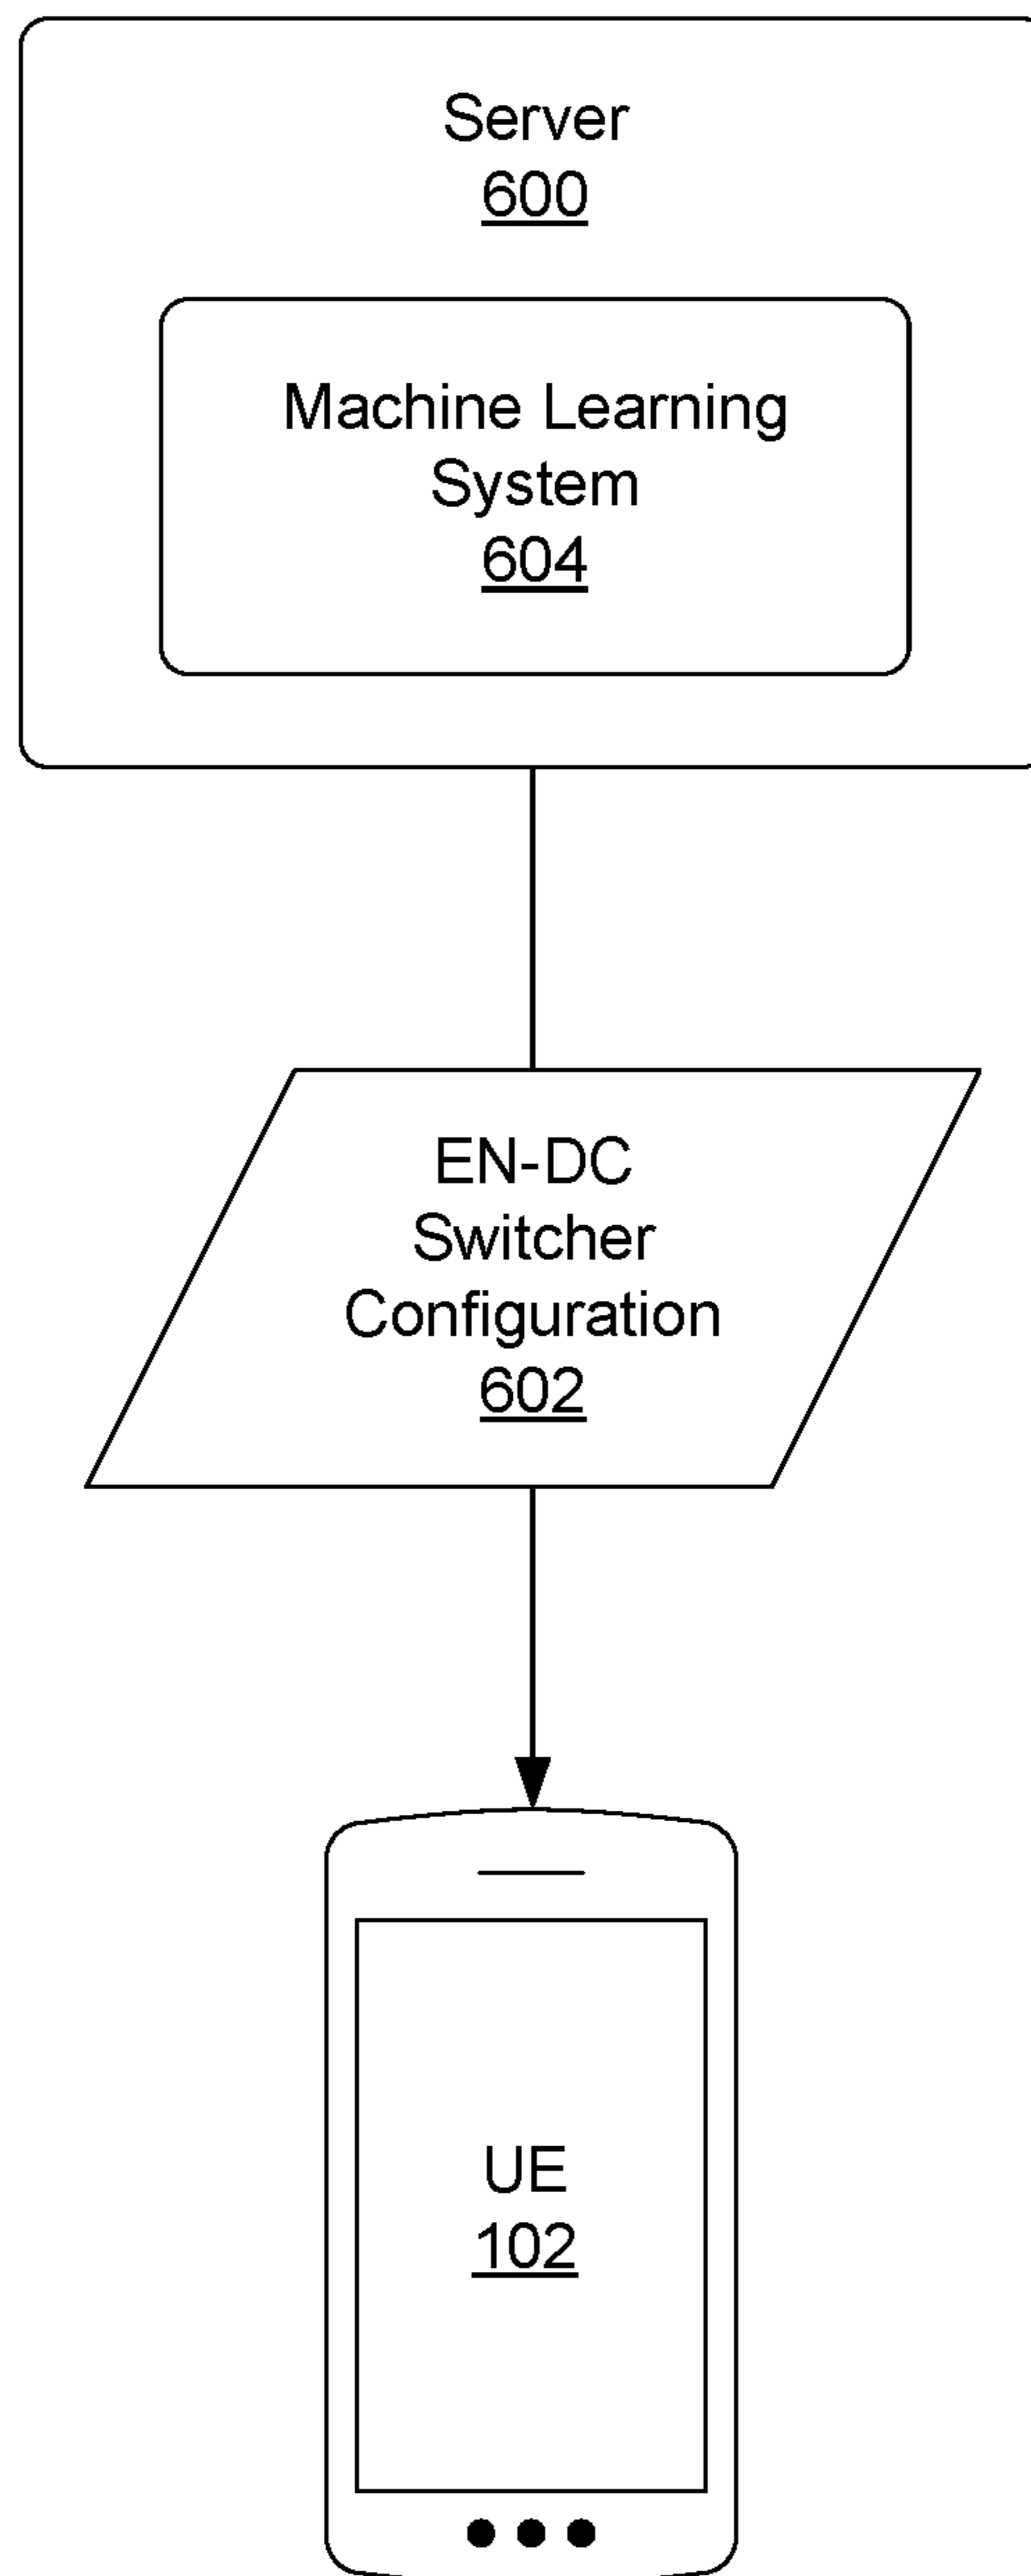 Server
600
Machine Learning
System
604
EN-DC
Switcher
Configuration
602
UE
102